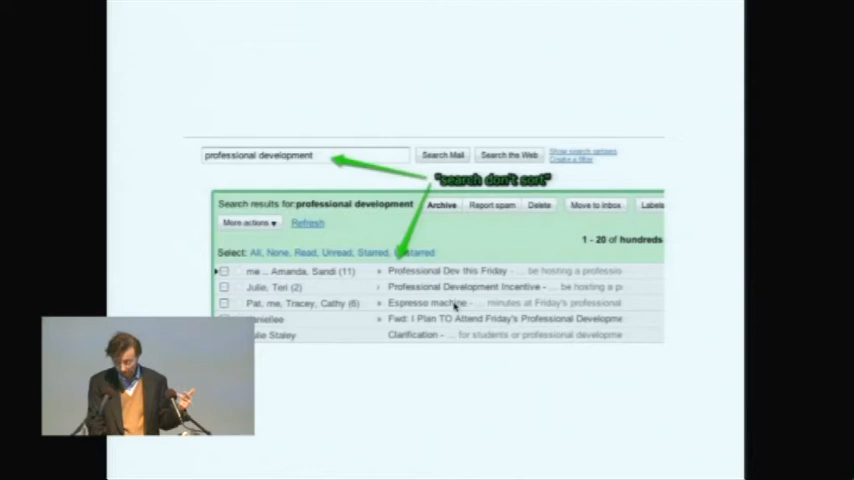 professional development Search Mail Search the Web Show search options
Create a filter
"search don't sort"
Search results for: professional development Archive Report spam Delete Move to Inbox Labels
More actions ▾ Refresh
1 - 20 of hundreds
Select: All, None, Read, Unread, Starred, Unstarred
me .. Amanda, Sandi (11) » Professional Dev this Friday - ... be hosting a professio
Julie, Teri (2) › Professional Development Incentive - ... be hosting a p
Pat, me, Tracey, Cathy (6) » Espresso machine - ... minutes at Friday's professional
» Fwd: I Plan TO Attend Friday's Professional Developme
Staley Clarification - ... for students or professional developme